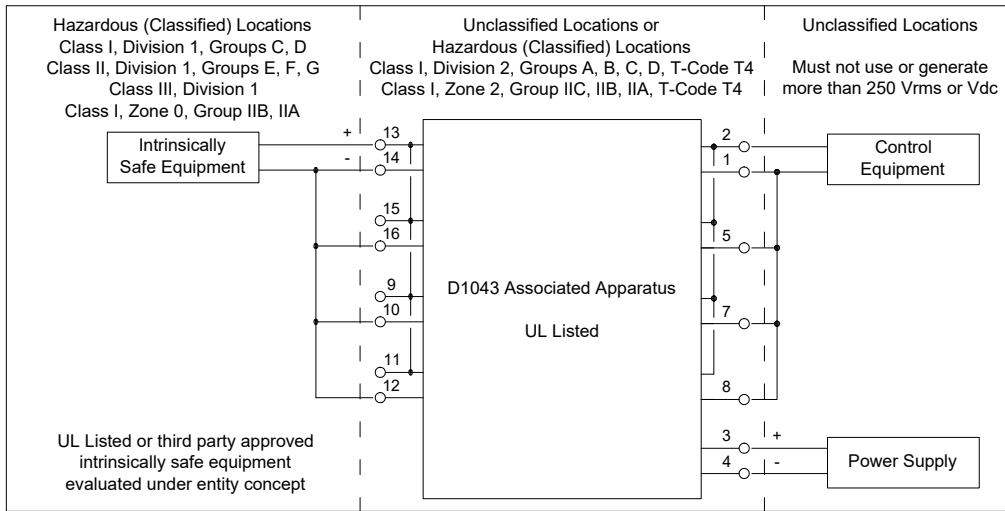 Hazardous (Classified) Locations
Class I, Division 1, Groups C, D
Class II, Division 1, Groups E, F, G
Class III, Division 1
Class I, Zone 0, Group IIB, IIA
Unclassified Locations or
Hazardous (Classified) Locations
Class I, Division 2, Groups A, B, C, D, T-Code T4
Class I, Zone 2, Group IIC, IIB, IIA, T-Code T4
Unclassified Locations
Must not use or generate
more than 250 Vrms or Vdc
Intrinsically
Safe Equipment
+
-
13
14
15
16
9
10
11
12
D1043 Associated Apparatus
UL Listed
2
1
5
7
8
3
4
+
-
Control
Equipment
Power Supply
UL Listed or third party approved
intrinsically safe equipment
evaluated under entity concept